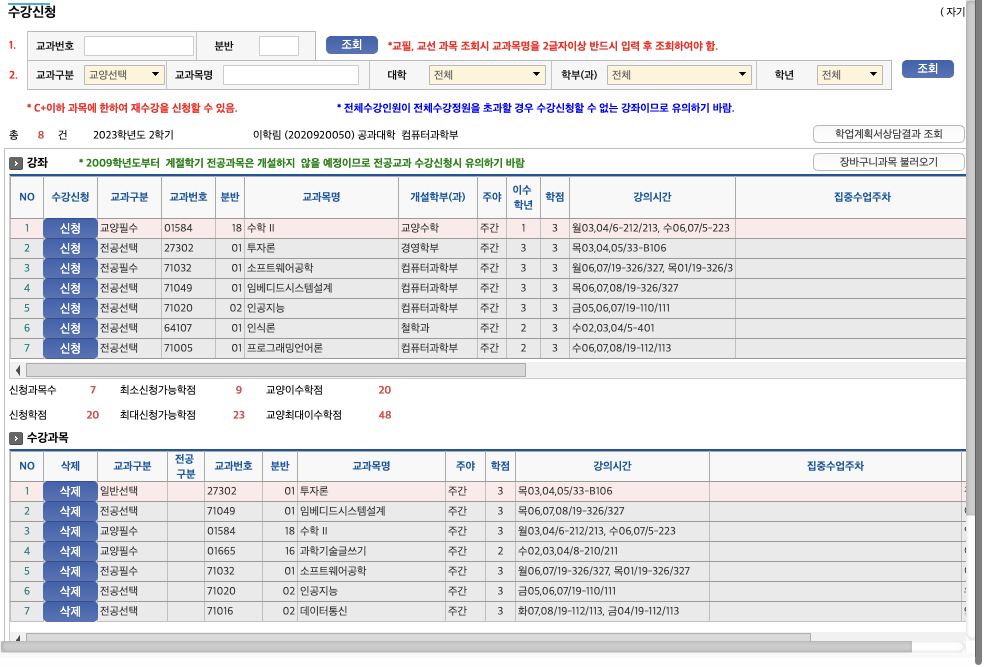 수강신청
( 자기
1. 교과번호 분반 조회 *교필, 교선 과목 조회시 교과목명을 2글자이상 반드시 입력 후 조회하여야 함.
2. 교과구분 교양선택 교과목명 대학 전체 학부(과) 전체 학년 전체 조회
* C+이하 과목에 한하여 재수강을 신청할 수 있음. * 전체수강인원이 전체수강정원을 초과할 경우 수강신청할 수 없는 강좌이므로 유의하기 바람.
총 8 건 2023학년도 2학기 이학림 (2020920050) 공과대학 컴퓨터과학부 학업계획서상담결과 조회
강좌 * 2009학년도부터 계절학기 전공과목은 개설하지 않을 예정이므로 전공교과 수강신청시 유의하기 바람 장바구니과목 불러오기
NO 수강신청 교과구분 교과번호 분반 교과목명 개설학부(과) 주야 이수학년 학점 강의시간 집중수업주차
1 신청 교양필수 01584 18 수학 II 교양수학 주간 1 3 월03,04/6-212/213, 수06,07/5-223
2 신청 전공선택 27302 01 투자론 경영학부 주간 3 3 목03,04,05/33-B106
3 신청 전공필수 71032 01 소프트웨어공학 컴퓨터과학부 주간 3 3 월06,07/19-326/327, 목01/19-326/3
4 신청 전공선택 71049 01 임베디드시스템설계 컴퓨터과학부 주간 3 3 목06,07,08/19-326/327
5 신청 전공선택 71020 02 인공지능 컴퓨터과학부 주간 3 3 금05,06,07/19-110/111
6 신청 전공선택 64107 01 인식론 철학과 주간 2 3 수02,03,04/5-401
7 신청 전공선택 71005 01 프로그래밍언어론 컴퓨터과학부 주간 2 3 수06,07,08/19-112/113
신청과목수 7 최소신청가능학점 9 교양이수학점 20
신청학점 20 최대신청가능학점 23 교양최대이수학점 48
수강과목
NO 삭제 교과구분 전공구분 교과번호 분반 교과목명 주야 학점 강의시간 집중수업주차
1 삭제 일반선택 27302 01 투자론 주간 3 목03,04,05/33-B106
2 삭제 전공선택 71049 01 임베디드시스템설계 주간 3 목06,07,08/19-326/327
3 삭제 교양필수 01584 18 수학 II 주간 3 월03,04/6-212/213, 수06,07/5-223
4 삭제 교양필수 01665 16 과학기술글쓰기 주간 2 수02,03,04/8-210/211
5 삭제 전공필수 71032 01 소프트웨어공학 주간 3 월06,07/19-326/327, 목01/19-326/327
6 삭제 전공선택 71020 02 인공지능 주간 3 금05,06,07/19-110/111
7 삭제 전공선택 71016 02 데이터통신 주간 3 화07,08/19-112/113, 금04/19-112/113